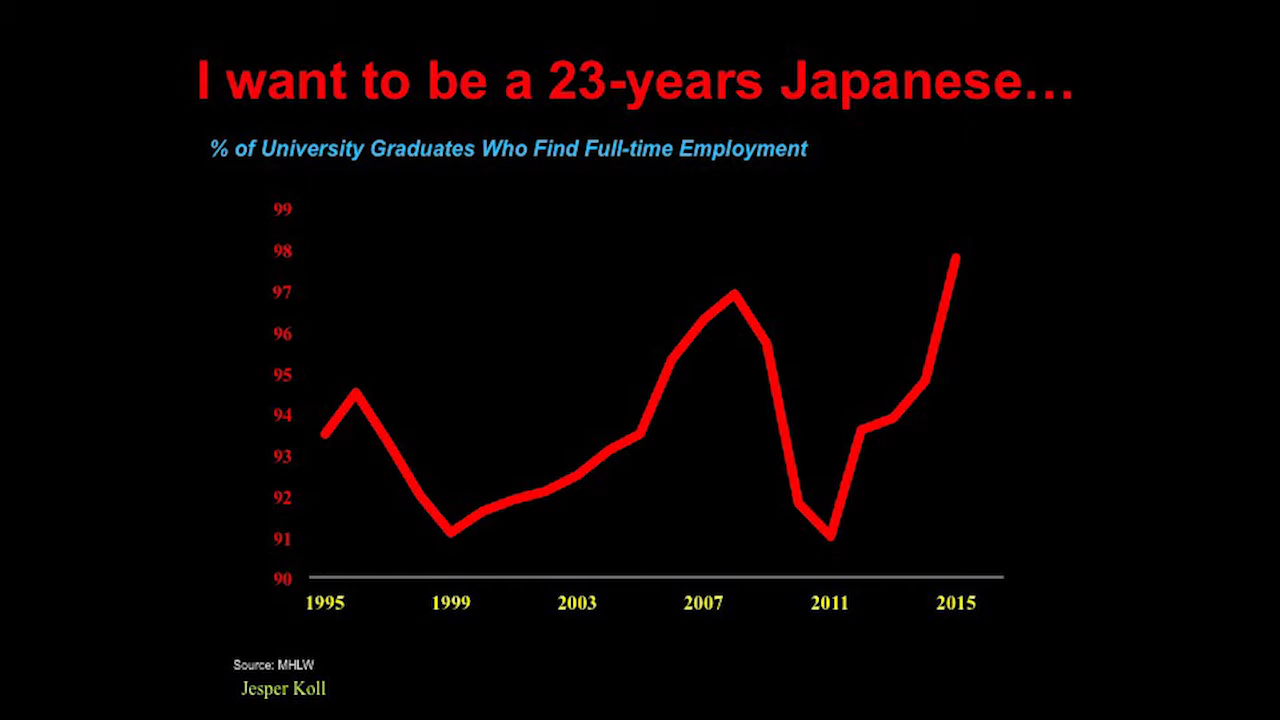 I want to be a 23-years Japanese…
% of University Graduates Who Find Full-time Employment
99
98
97
96
95
94
93
92
91
90
1995 1999 2003 2007 2011 2015
Source: MHLW
Jesper Koll